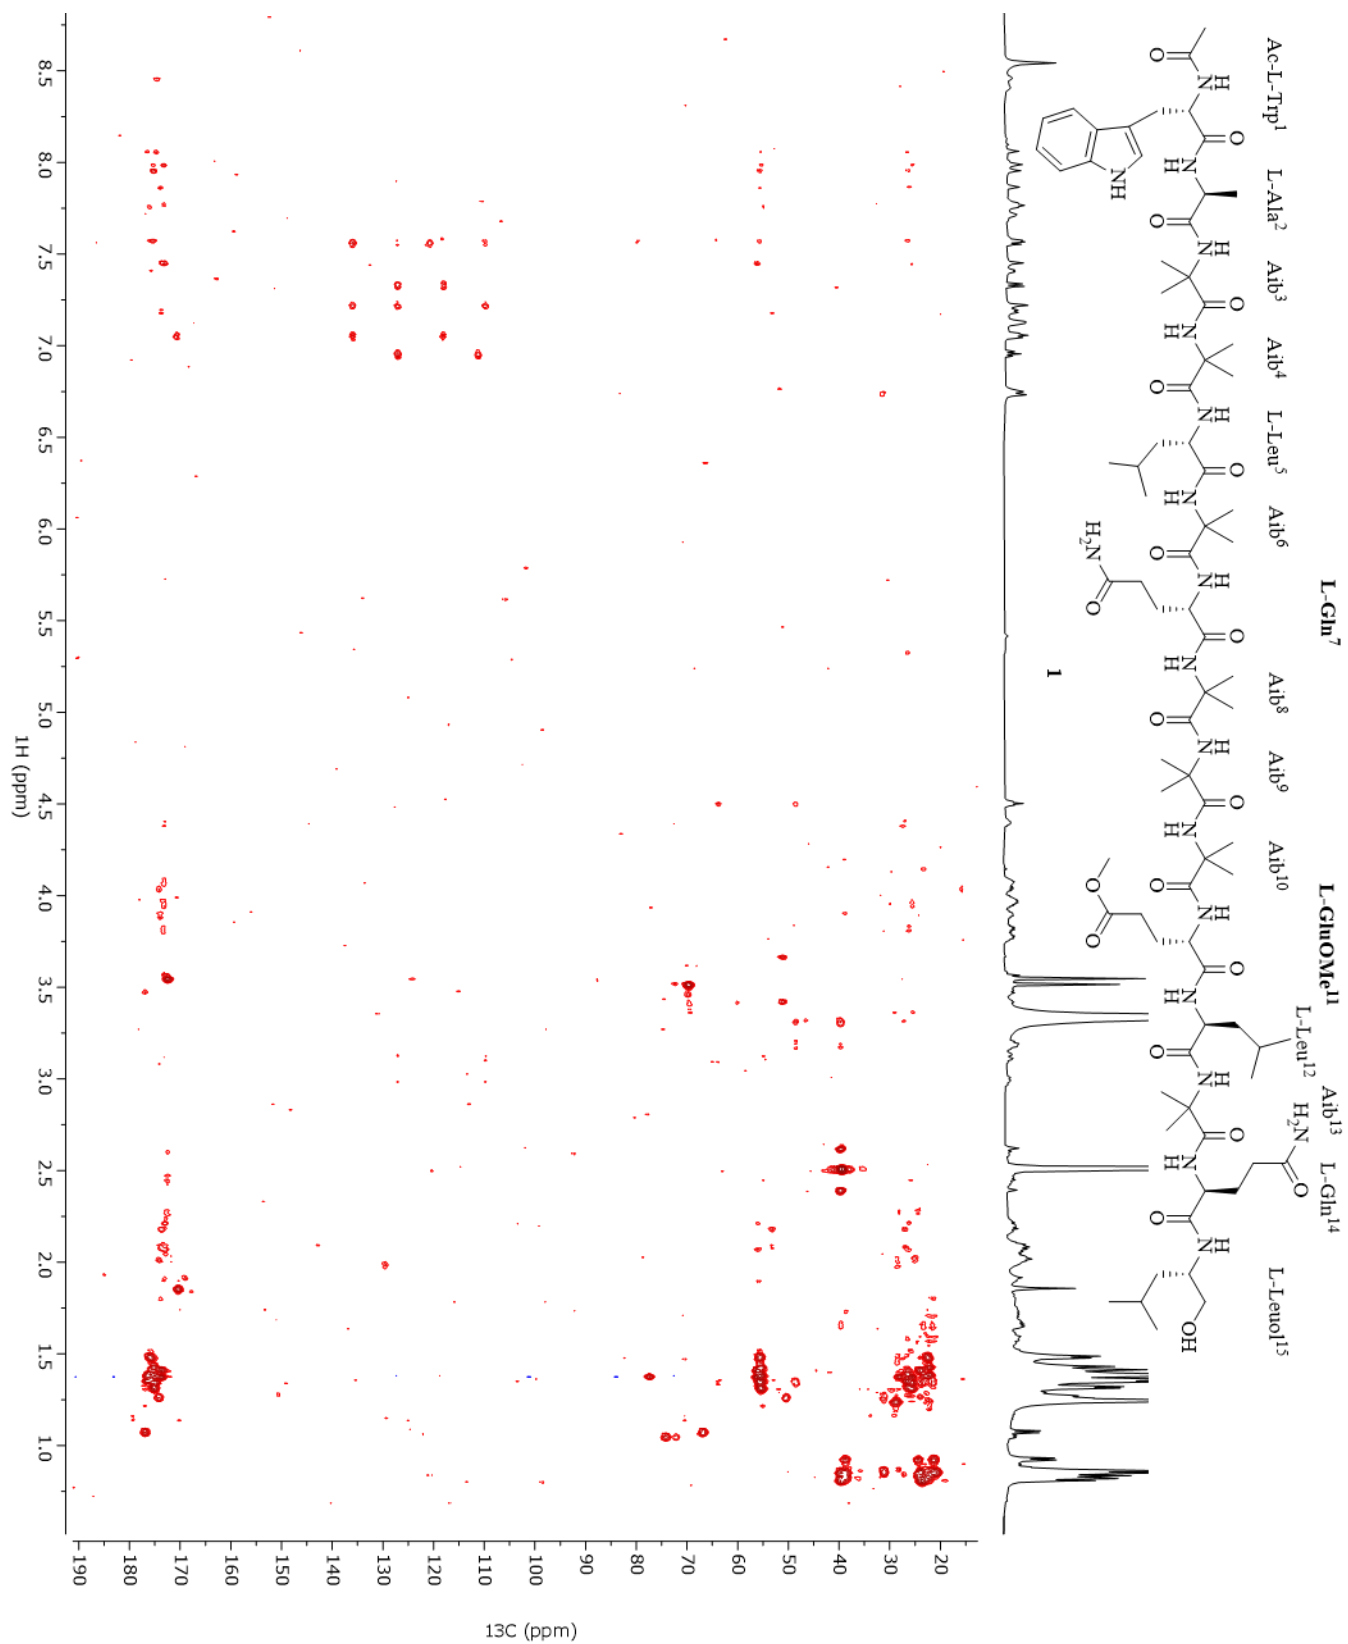 Ac-L-Trp¹ L-Ala² Aib³ Aib⁴ L-Leu⁵ Aib⁶ L-Gln⁷ Aib⁸ Aib⁹ Aib¹⁰ L-GluOMe¹¹ L-Leu¹² Aib¹³ L-Gln¹⁴ L-Leuol¹⁵
O H N O N H O H N O N H O H N O N H O H N O N H O H N O N H O H N O N H O H N O N H O H N
NH
H₂N
O
O
O
H₂N
O
OH
1
8.5 8.0 7.5 7.0 6.5 6.0 5.5 5.0 4.5 4.0 3.5 3.0 2.5 2.0 1.5 1.0
1H (ppm)
20
30
40
50
60
70
80
90
100
110
120
130
140
150
160
170
180
190
13C (ppm)